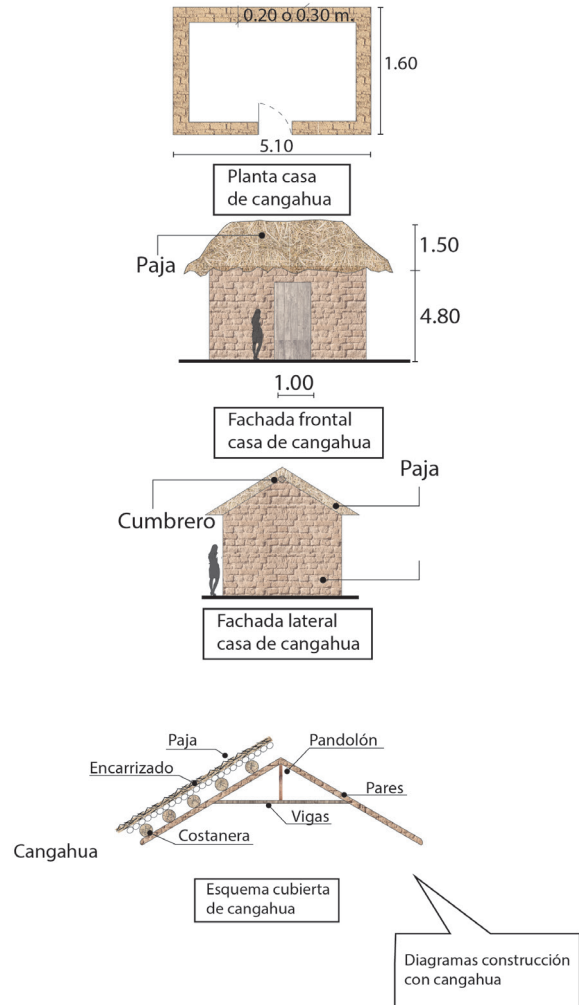 0.20 o 0.30 m.
1.60
5.10
Planta casa
de cangahua
Paja
1.50
4.80
1.00
Fachada frontal
casa de cangahua
Paja
Cumbrero
Fachada lateral
casa de cangahua
Paja
Pandolón
Encarrizado
Pares
Vigas
Costanera
Cangahua
Esquema cubierta
de cangahua
Diagramas construcción
con cangahua